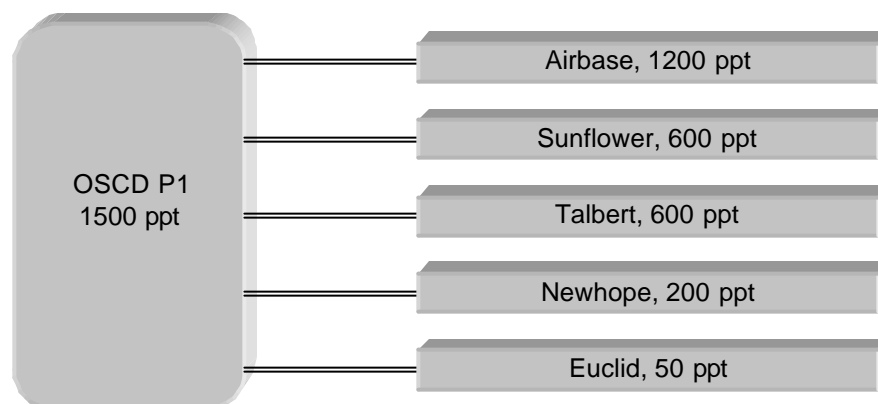 OSCD P1
1500 ppt
Airbase, 1200 ppt
Sunflower, 600 ppt
Talbert, 600 ppt
Newhope, 200 ppt
Euclid, 50 ppt